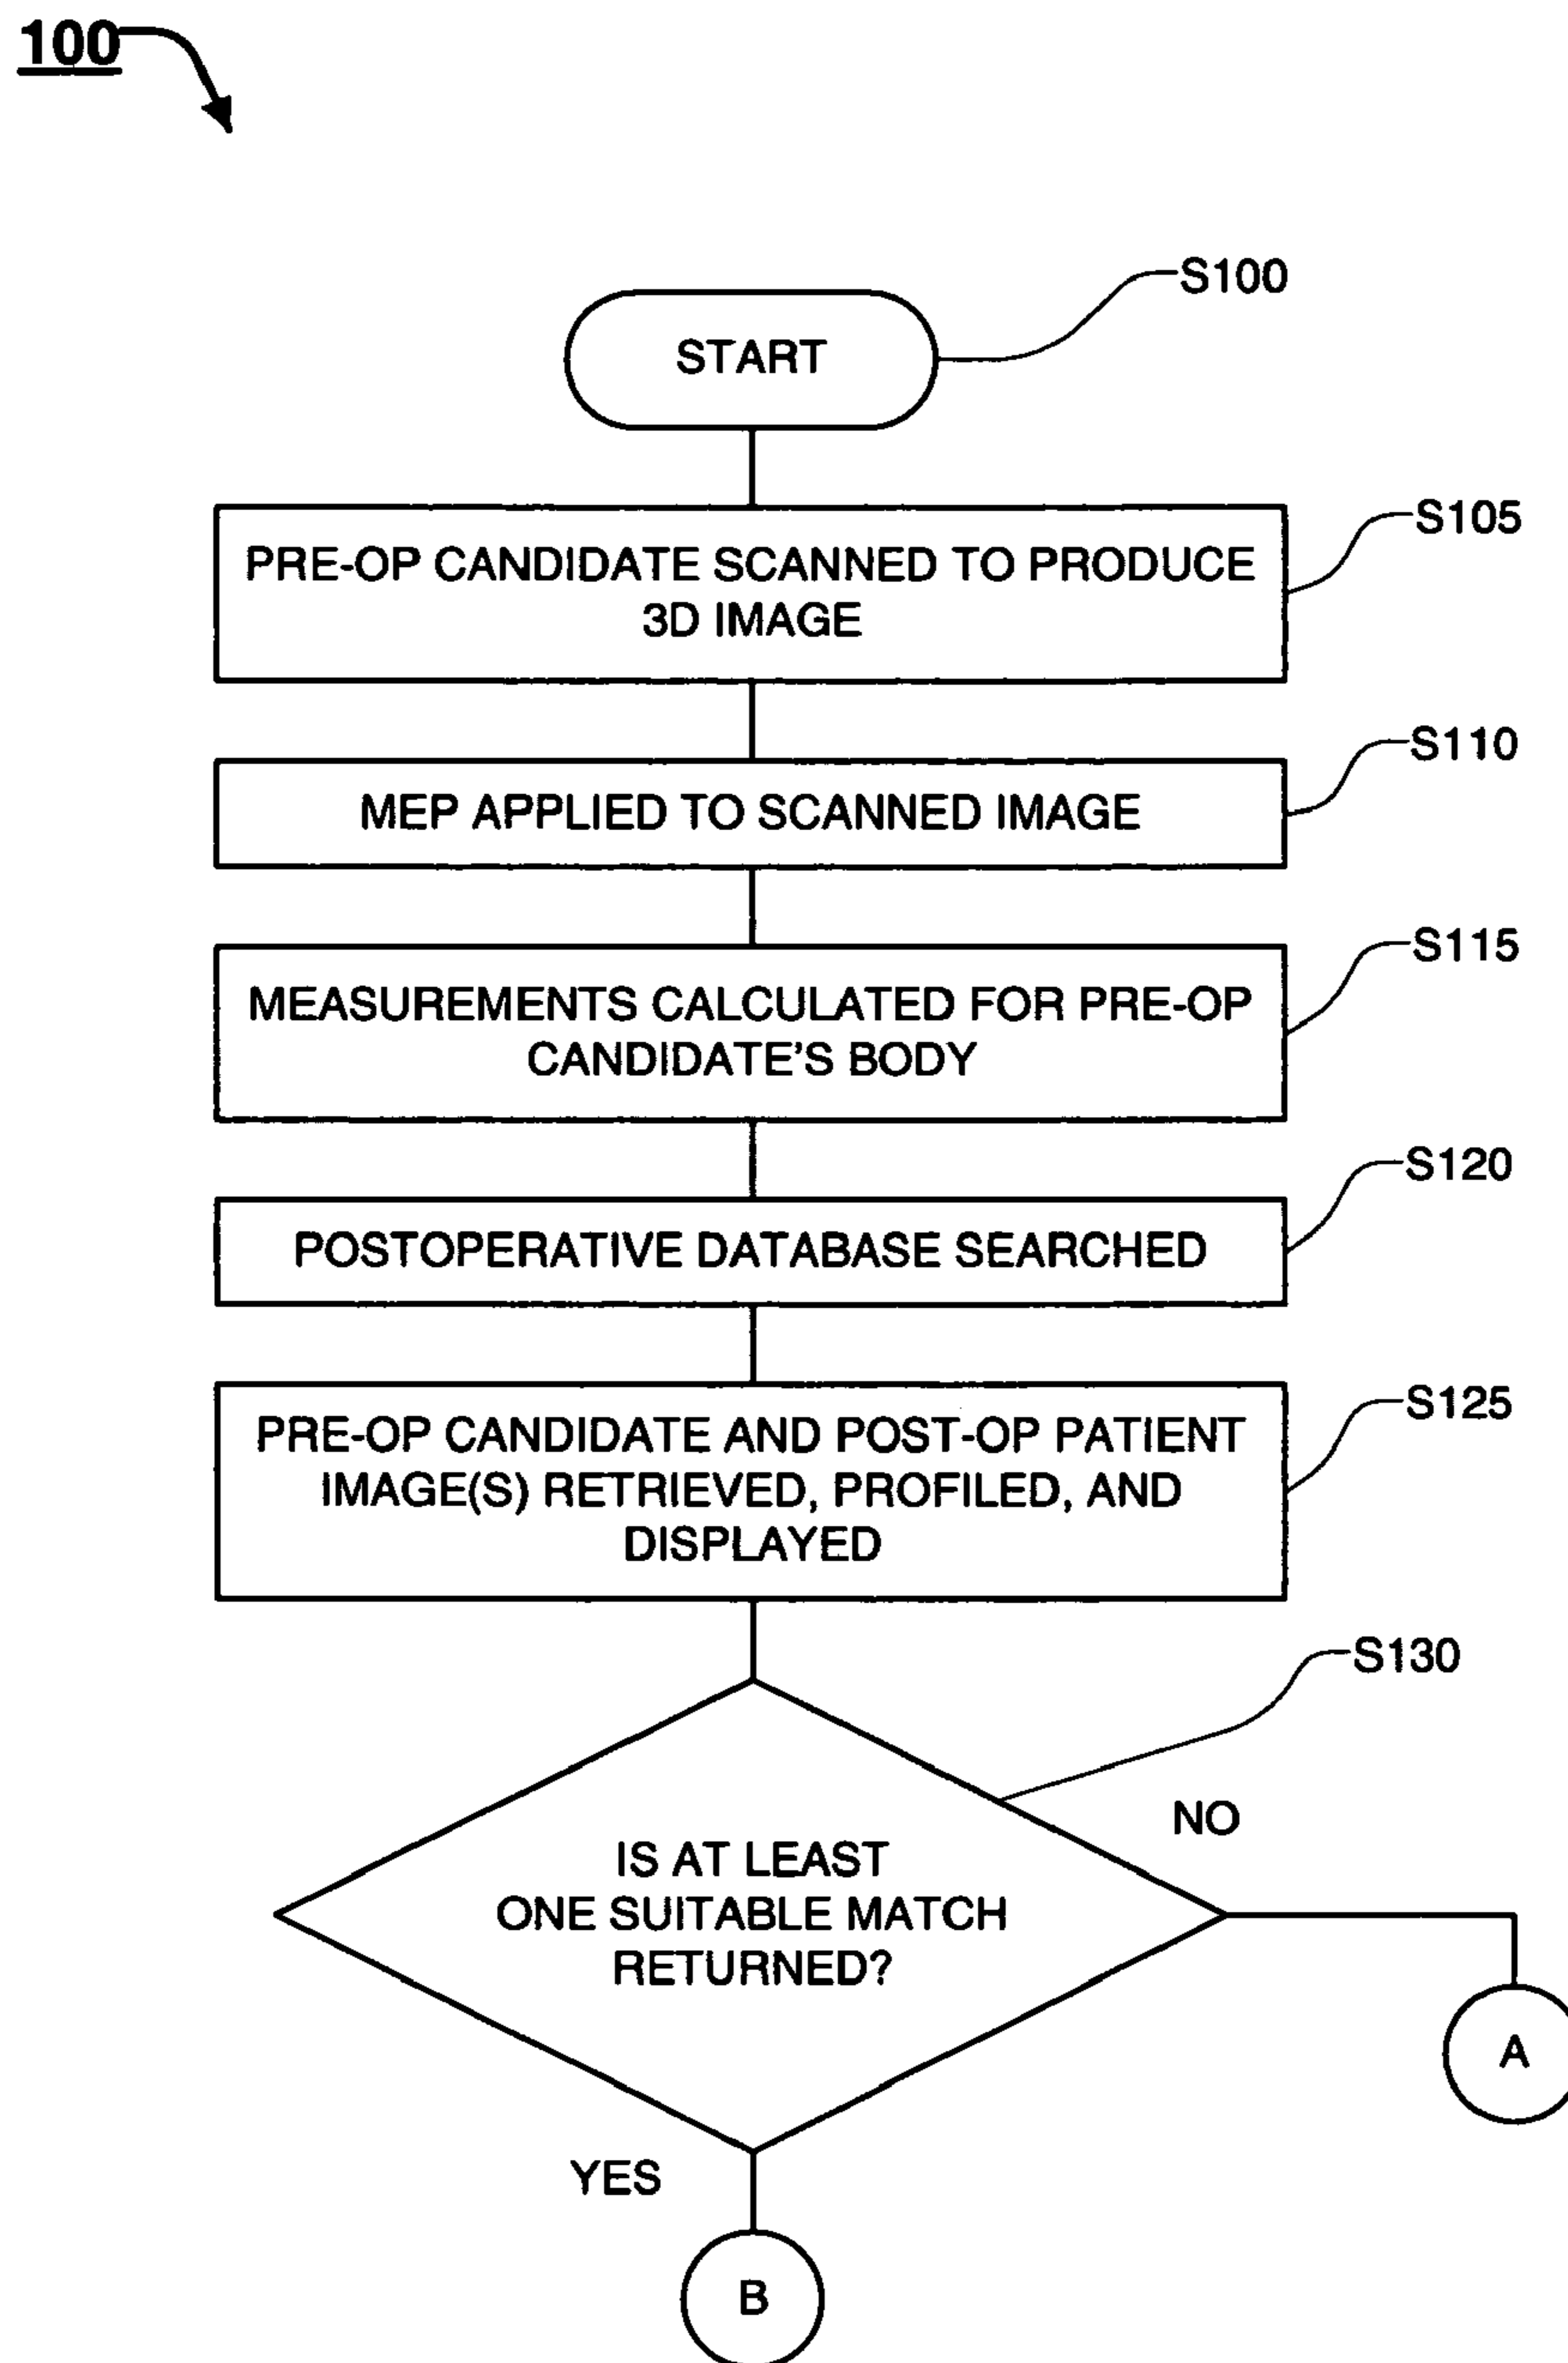 100
S100
START
S105
PRE-OP CANDIDATE SCANNED TO PRODUCE
3D IMAGE
S110
MEP APPLIED TO SCANNED IMAGE
S115
MEASUREMENTS CALCULATED FOR PRE-OP
CANDIDATE'S BODY
S120
POSTOPERATIVE DATABASE SEARCHED
S125
PRE-OP CANDIDATE AND POST-OP PATIENT
IMAGE(S) RETRIEVED, PROFILED, AND
DISPLAYED
S130
NO
IS AT LEAST
ONE SUITABLE MATCH
RETURNED?
A
YES
B